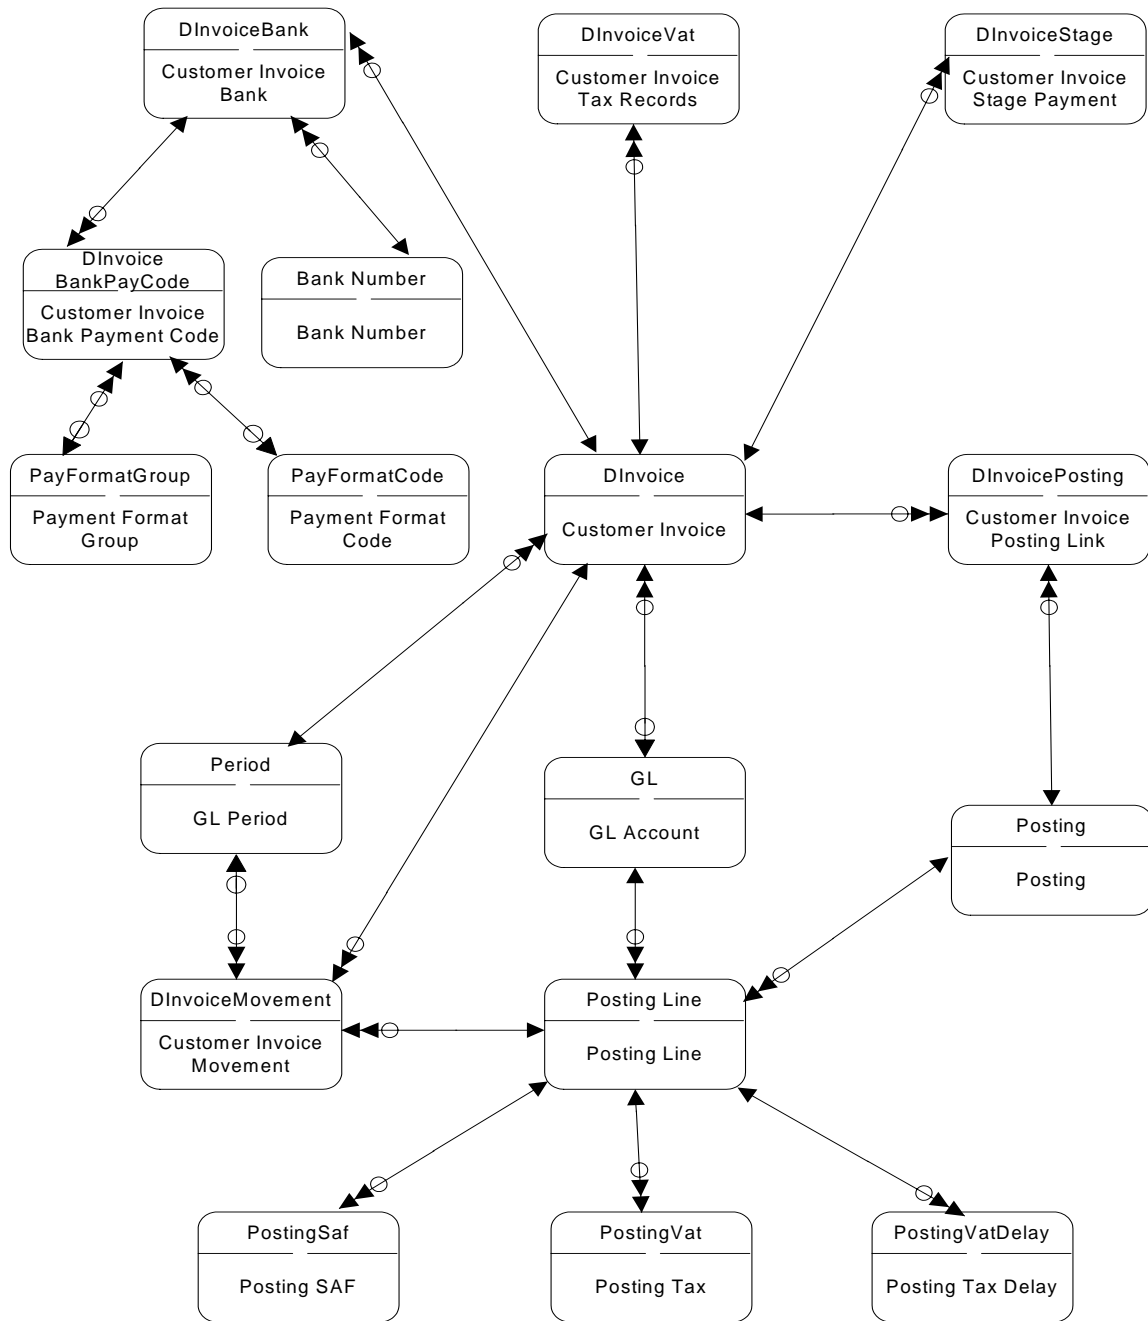 DInvoiceBank
Customer Invoice
Bank
DInvoiceVat
Customer Invoice
Tax Records
DInvoiceStage
Customer Invoice
Stage Payment
DInvoice
BankPayCode
Customer Invoice
Bank Payment Code
Bank Number
Bank Number
PayFormatGroup
Payment Format
Group
PayFormatCode
Payment Format
Code
DInvoice
Customer Invoice
DInvoicePosting
Customer Invoice
Posting Link
Period
GL Period
GL
GL Account
Posting
Posting
DInvoiceMovement
Customer Invoice
Movement
Posting Line
Posting Line
PostingSaf
Posting SAF
PostingVat
Posting Tax
PostingVatDelay
Posting Tax Delay